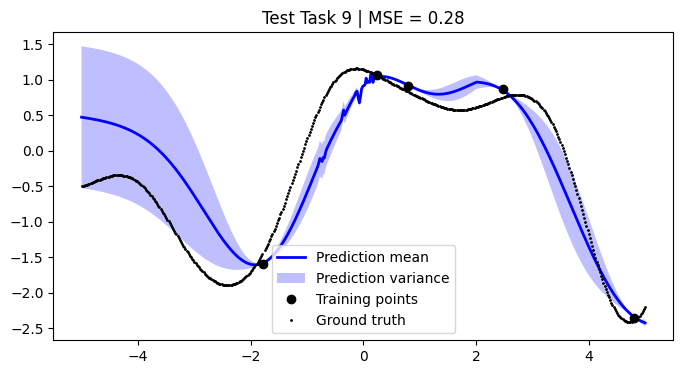 Test Task 9 | MSE = 0.28
1.5
1.0
0.5
0.0
−0.5
−1.0
−1.5
−2.0
−2.5
Prediction mean
Prediction variance
Training points
Ground truth
−4 −2 0 2 4